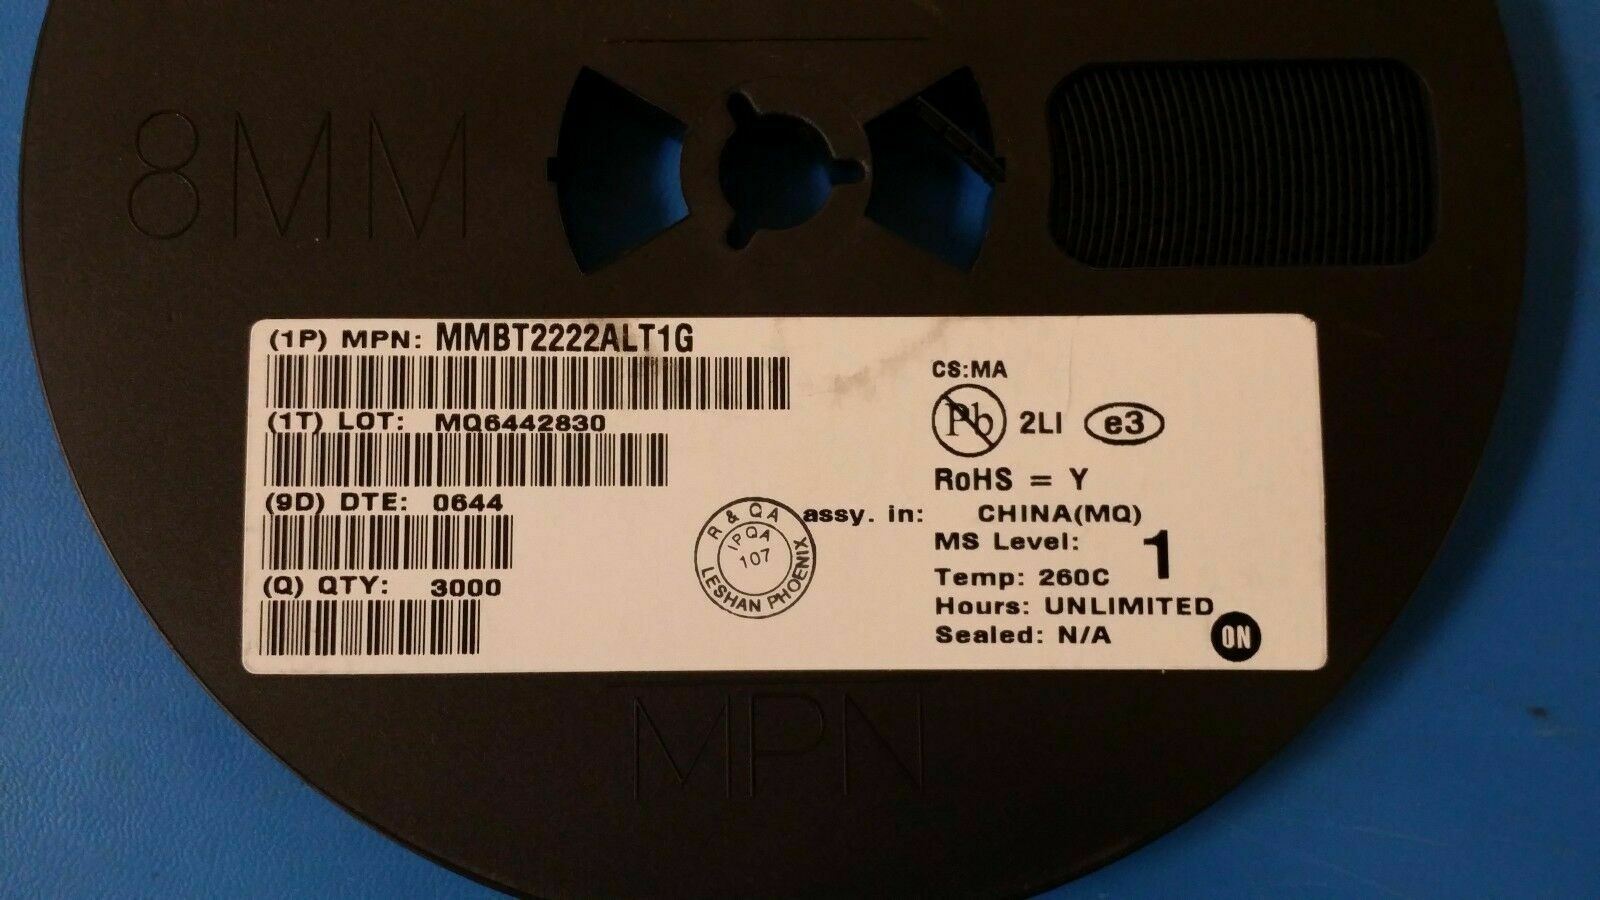 8MM
(1P) MPN: MMBT2222ALT1G
(1T) LOT: MQ6442830
(9D) DTE: 0644
(Q) QTY: 3000
R & QA
IPQA
107
LESHAN PHOENIX
CS:MA
Pb 2LI e3
RoHS = Y
assy. in: CHINA(MQ)
MS Level: 1
Temp: 260C
Hours: UNLIMITED
Sealed: N/A
ON
MPN